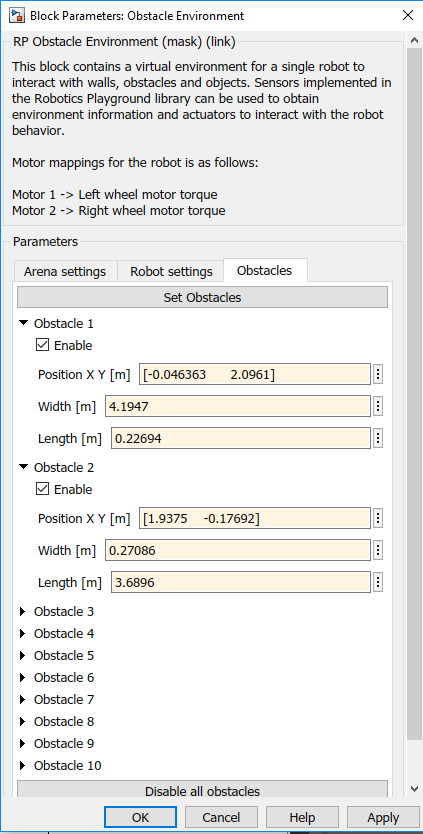 Block Parameters: Obstacle Environment
RP Obstacle Environment (mask) (link)
This block contains a virtual environment for a single robot to
interact with walls, obstacles and objects. Sensors implemented in
the Robotics Playground library can be used to obtain
environment information and actuators to interact with the robot
behavior.
Motor mappings for the robot is as follows:
Motor 1 -> Left wheel motor torque
Motor 2 -> Right wheel motor torque
Parameters
Arena settings Robot settings Obstacles
Set Obstacles
Obstacle 1
Enable
Position X Y [m] [-0.046363 2.0961]
Width [m] 4.1947
Length [m] 0.22694
Obstacle 2
Enable
Position X Y [m] [1.9375 -0.17692]
Width [m] 0.27086
Length [m] 3.6896
Obstacle 3
Obstacle 4
Obstacle 5
Obstacle 6
Obstacle 7
Obstacle 8
Obstacle 9
Obstacle 10
Disable all obstacles
OK Cancel Help Apply